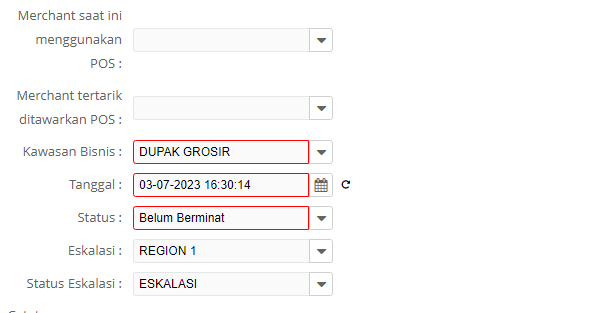 Merchant saat ini
menggunakan
POS :
Merchant tertarik
ditawarkan POS :
Kawasan Bisnis : DUPAK GROSIR
Tanggal : 03-07-2023 16:30:14
Status : Belum Berminat
Eskalasi : REGION 1
Status Eskalasi : ESKALASI